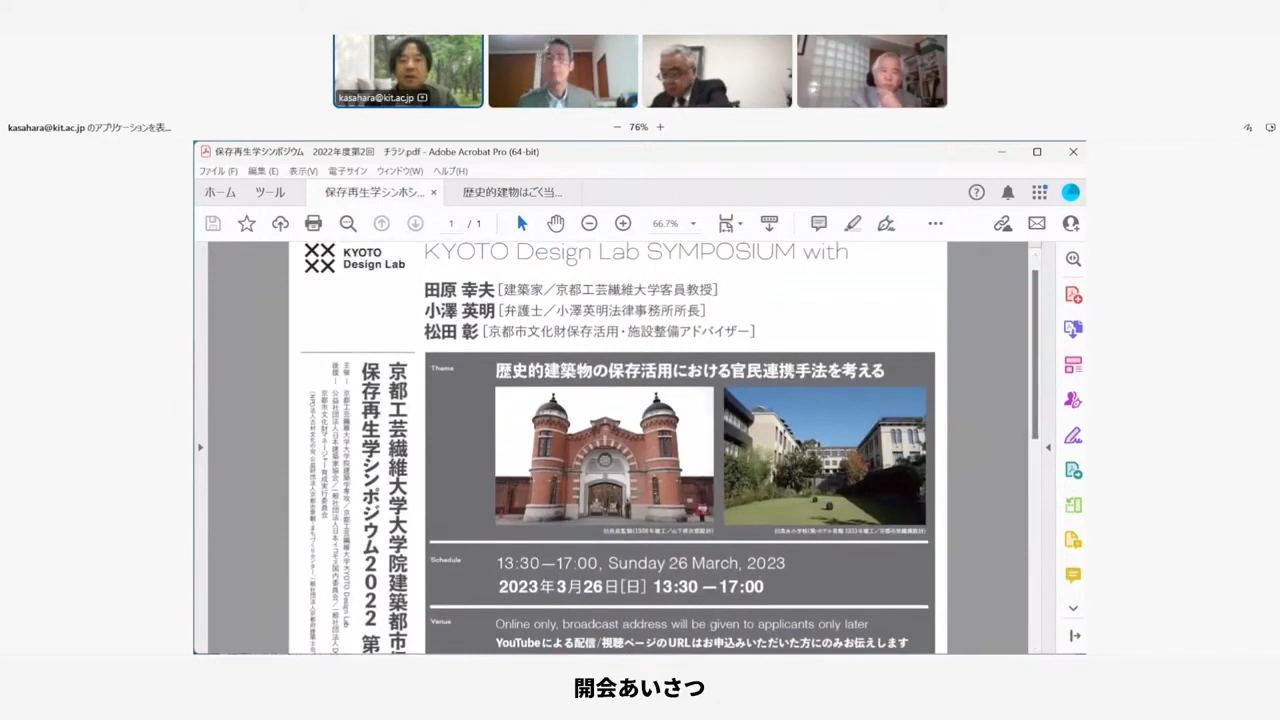 kasahara@kit.ac.jp
kasahara@kit.ac.jp のアプリケーションを表...
76%
保存再生学シンポジウム 2022年度第2回 チラシ.pdf - Adobe Acrobat Pro (64-bit)
ファイル(F) 編集(E) 表示(V) 電子サイン ウィンドウ(W) ヘルプ(H)
ホーム ツール 保存再生学シンポシ... × 歴史的建物はごく当...
1 / 1 66.7%
KYOTO
Design Lab
KYOTO Design Lab SYMPOSIUM with
田原 幸夫[建築家/京都工芸繊維大学客員教授]
小澤 英明[弁護士/小澤英明法律事務所所長]
松田 彰[京都市文化財保存活用・施設整備アドバイザー]
京都工芸繊維大学大学院建築都市
保存再生学シンポジウム2022 第
Theme
歴史的建築物の保存活用における官民連携手法を考える
Schedule
13:30—17:00, Sunday 26 March, 2023
2023年3月26日[日] 13:30 —17:00
Venue
Online only, broadcast address will be given to applicants only later
YouTubeによる配信/視聴ページのURLはお申込みいただいた方にのみお伝えします
開会あいさつ